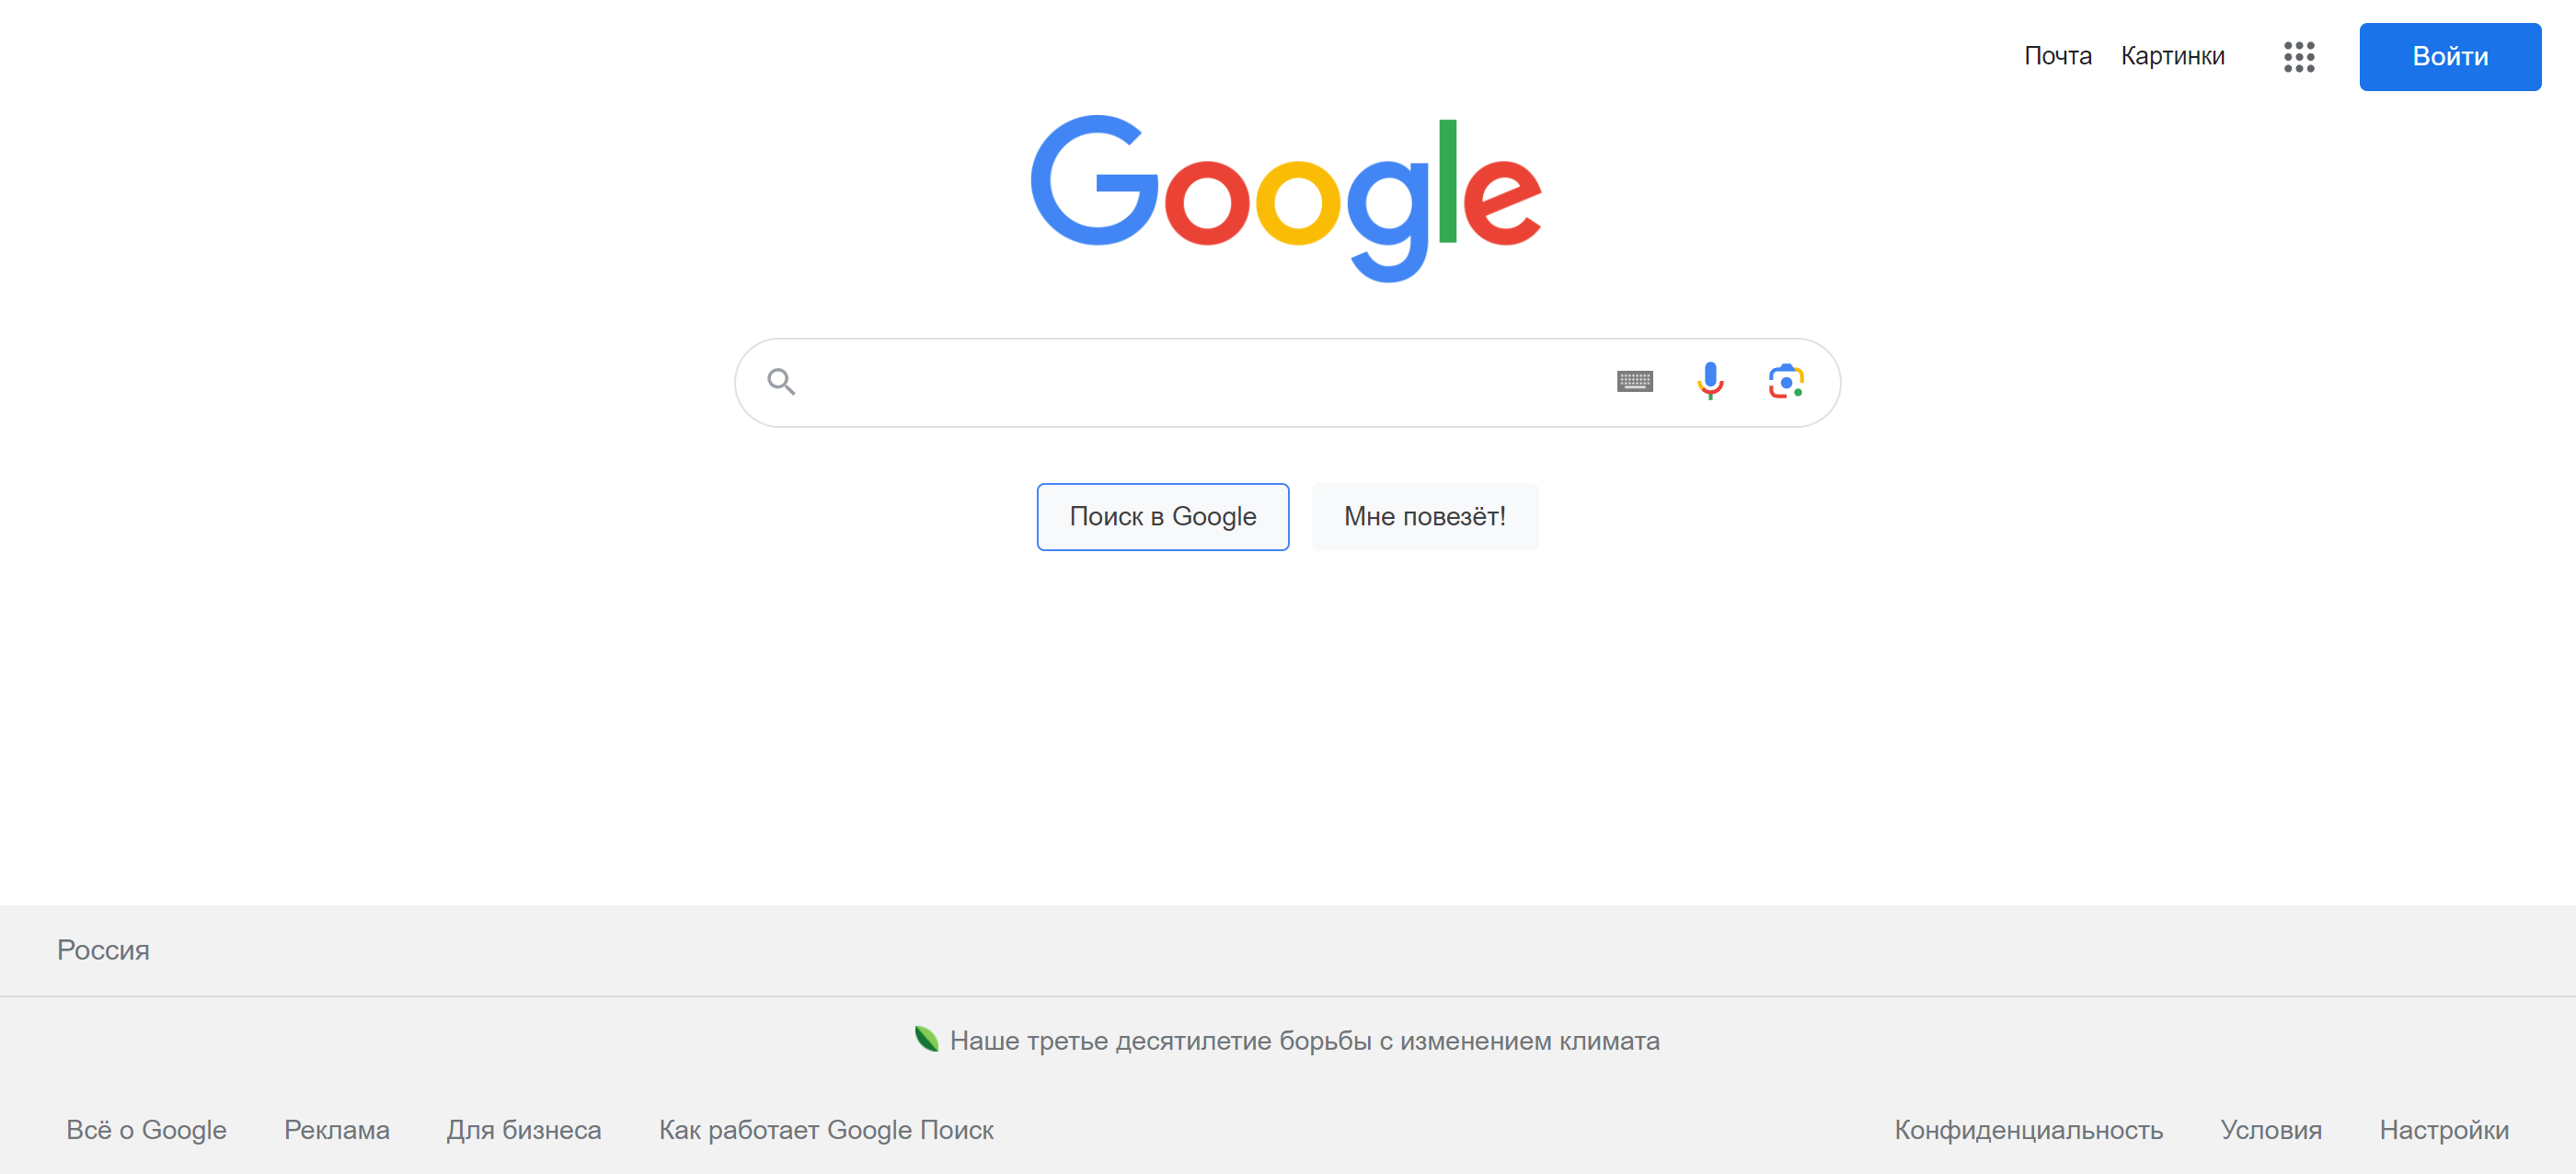 Почта Картинки Войти
Google
Поиск в Google Мне повезёт!
Россия
Наше третье десятилетие борьбы с изменением климата
Всё о Google Реклама Для бизнеса Как работает Google Поиск Конфиденциальность Условия Настройки